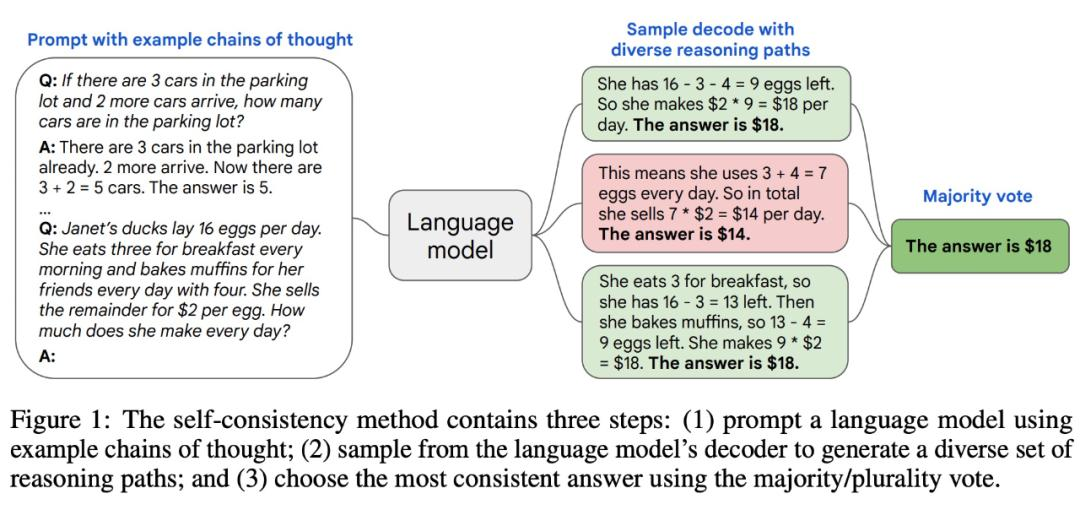 Prompt with example chains of thought
Q: If there are 3 cars in the parking
lot and 2 more cars arrive, how many
cars are in the parking lot?
A: There are 3 cars in the parking lot
already. 2 more arrive. Now there are
3 + 2 = 5 cars. The answer is 5.
...
Q: Janet's ducks lay 16 eggs per day.
She eats three for breakfast every
morning and bakes muffins for her
friends every day with four. She sells
the remainder for $2 per egg. How
much does she make every day?
A:
Language
model
Sample decode with
diverse reasoning paths
She has 16 - 3 - 4 = 9 eggs left.
So she makes $2 * 9 = $18 per
day. The answer is $18.
This means she uses 3 + 4 = 7
eggs every day. So in total
she sells 7 * $2 = $14 per day.
The answer is $14.
She eats 3 for breakfast, so
she has 16 - 3 = 13 left. Then
she bakes muffins, so 13 - 4 =
9 eggs left. She makes 9 * $2
= $18. The answer is $18.
Majority vote
The answer is $18
Figure 1: The self-consistency method contains three steps: (1) prompt a language model using
example chains of thought; (2) sample from the language model's decoder to generate a diverse set of
reasoning paths; and (3) choose the most consistent answer using the majority/plurality vote.